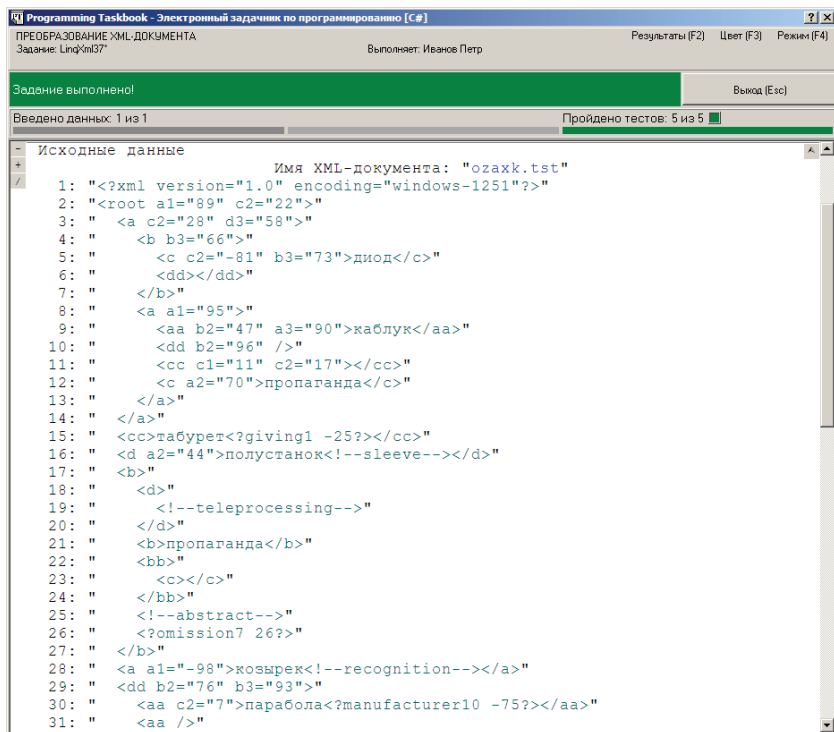 Programming Taskbook - Электронный задачник по программированию [C#]
ПРЕОБРАЗОВАНИЕ XML-ДОКУМЕНТА
Результаты (F2) Цвет (F3) Режим (F4)
Задание: LinqXml37*
Выполняет: Иванов Петр
Задание выполнено!
Выход (Esc)
Введено данных: 1 из 1
Пройдено тестов: 5 из 5
Исходные данные
Имя XML-документа: "ozaxk.tst"
1: "<?xml version="1.0" encoding="windows-1251"?>"
2: "<root a1="89" c2="22">"
3: "  <a c2="28" d3="58">"
4: "    <b b3="66">"
5: "      <c c2="-81" b3="73">диод</c>"
6: "      <dd></dd>"
7: "    </b>"
8: "    <a a1="95">"
9: "      <aa b2="47" a3="90">каблук</aa>"
10: "      <dd b2="96" />"
11: "      <cc c1="11" c2="17"></cc>"
12: "      <c a2="70">пропаганда</c>"
13: "    </a>"
14: "  </a>"
15: "  <cc>табурет<?giving1 -25?></cc>"
16: "  <d a2="44">полустанок<!--sleeve--></d>"
17: "  <b>"
18: "    <d>"
19: "      <!--teleprocessing-->"
20: "    </d>"
21: "    <b>пропаганда</b>"
22: "    <bb>"
23: "      <c></c>"
24: "    </bb>"
25: "    <!--abstract-->"
26: "    <?omission7 26?>"
27: "  </b>"
28: "  <a a1="-98">козырек<!--recognition--></a>"
29: "  <dd b2="76" b3="93">"
30: "    <aa c2="7">парабола<?manufacturer10 -75?></aa>"
31: "    <aa />"